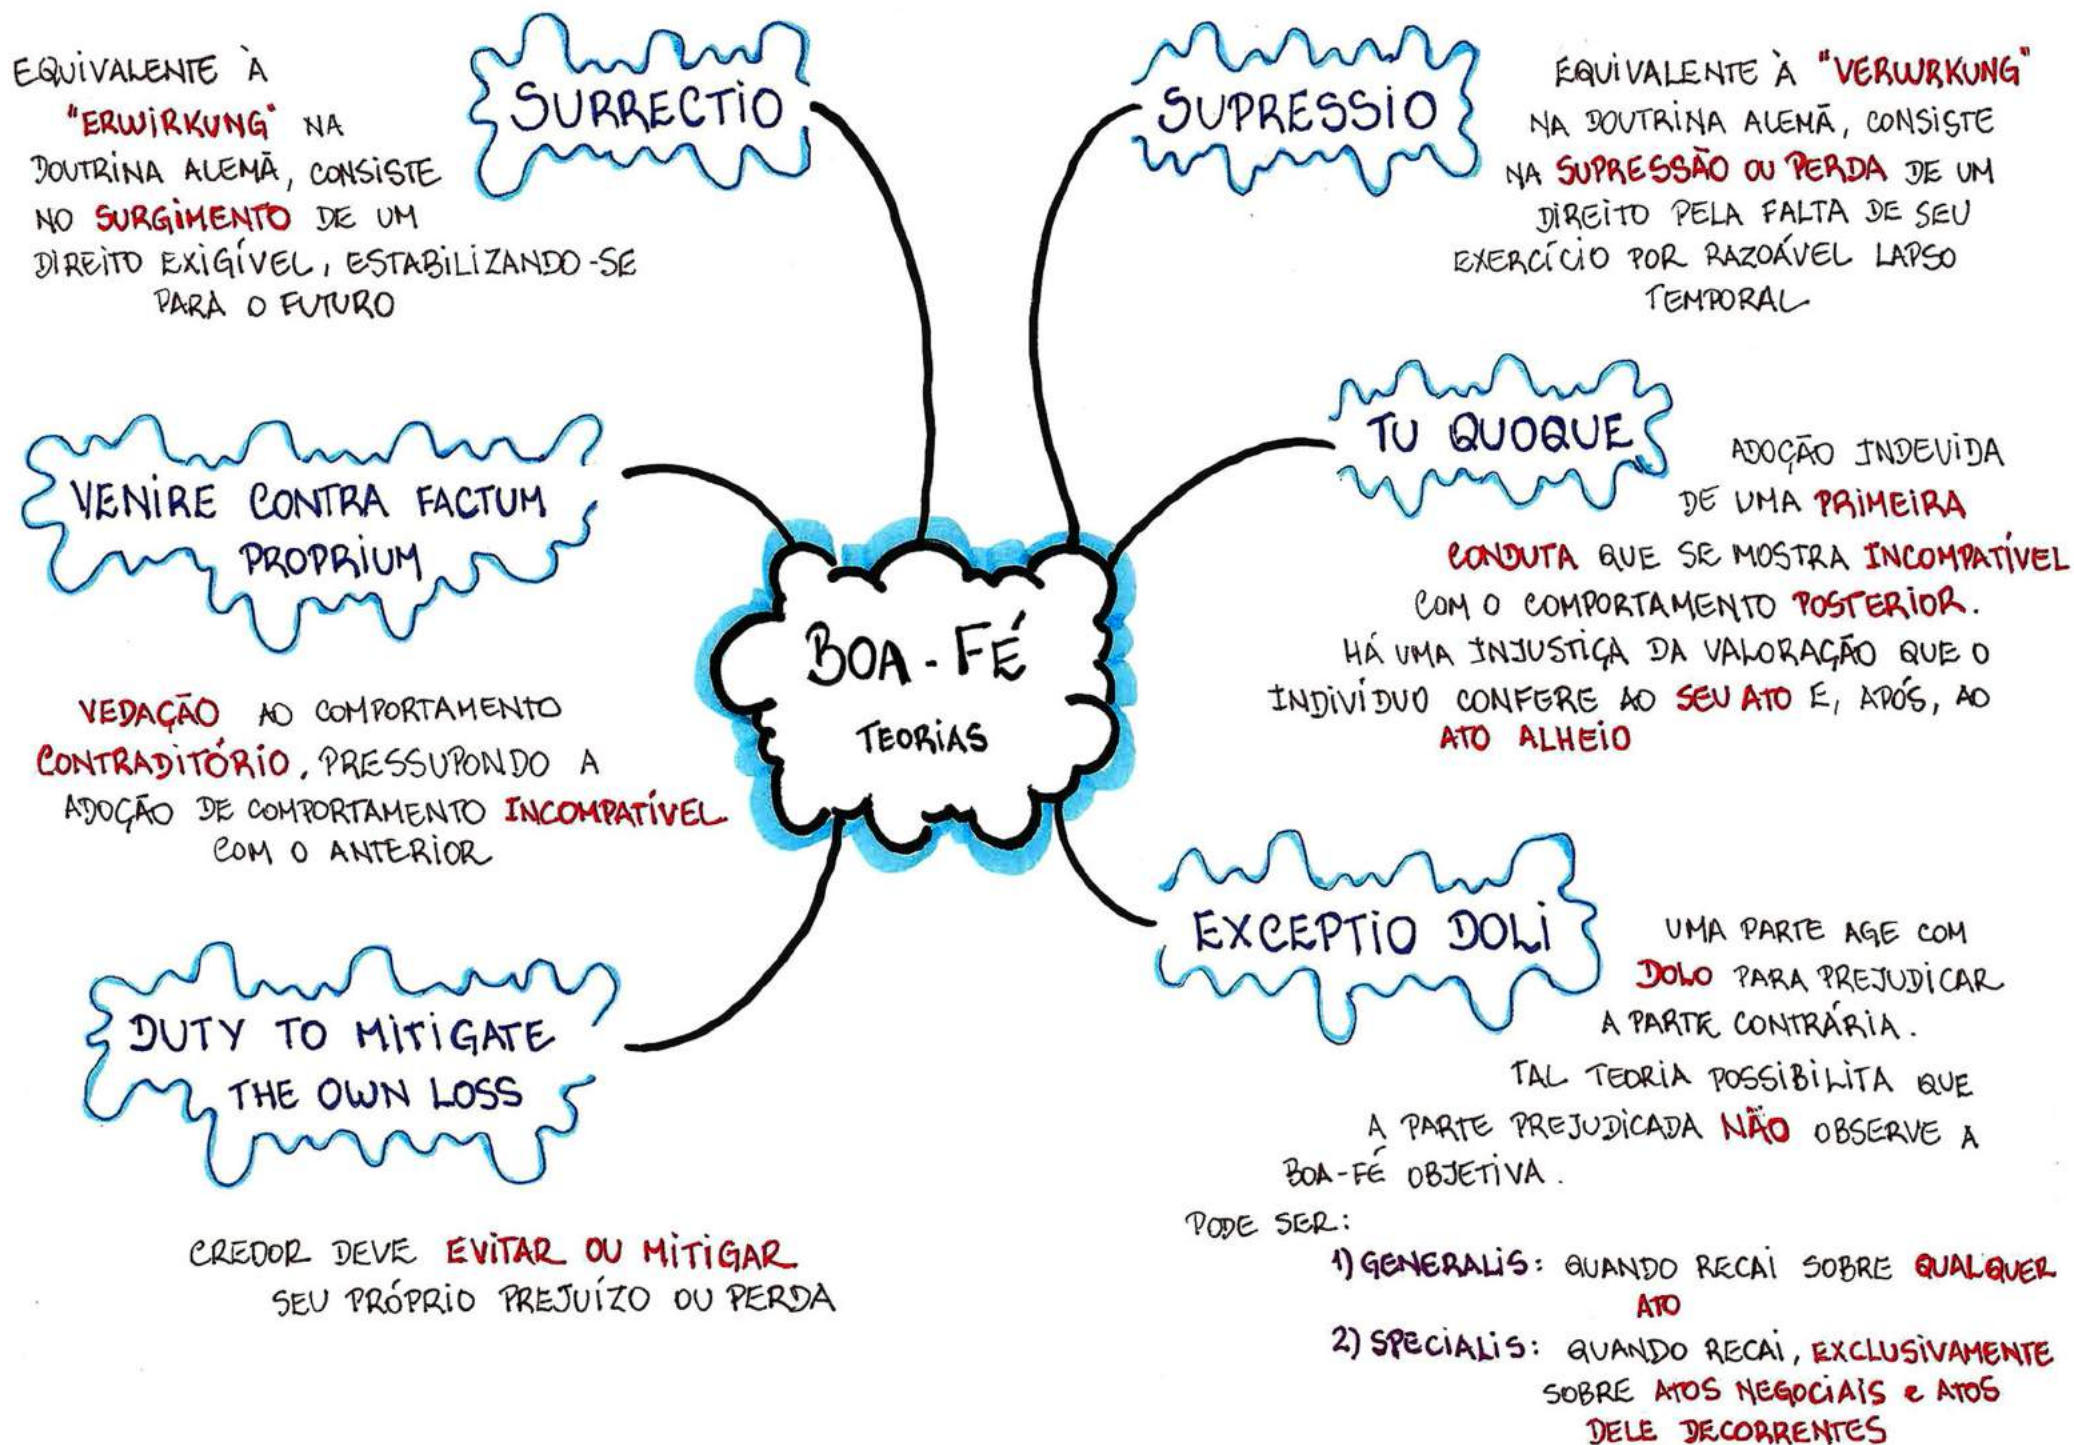 SURRECTIO
EQUIVALENTE À
"ERWIRKUNG" NA
DOUTRINA ALEMÃ, CONSISTE
NO SURGIMENTO DE UM
DIREITO EXIGÍVEL, ESTABILIZANDO-SE
PARA O FUTURO
SUPRESSIO
EQUIVALENTE À "VERWRKUNG"
NA DOUTRINA ALEMÃ, CONSISTE
NA SUPRESSÃO OU PERDA DE UM
DIREITO PELA FALTA DE SEU
EXERCÍCIO POR RAZOÁVEL LAPSO
TEMPORAL
VENIRE CONTRA FACTUM
PROPRIUM
VEDAÇÃO AO COMPORTAMENTO
CONTRADITÓRIO, PRESSUPONDO A
ADOÇÃO DE COMPORTAMENTO INCOMPATÍVEL
COM O ANTERIOR
TU QUOQUE
ADOÇÃO INDEVIDA
DE UMA PRIMEIRA
CONDUTA QUE SE MOSTRA INCOMPATÍVEL
COM O COMPORTAMENTO POSTERIOR.
HÁ UMA INJUSTIÇA DA VALORAÇÃO QUE O
INDIVÍDUO CONFERE AO SEU ATO E, APÓS, AO
ATO ALHEIO
BOA-FÉ
TEORIAS
DUTY TO MITIGATE
THE OWN LOSS
CREDOR DEVE EVITAR OU MITIGAR
SEU PRÓPRIO PREJUÍZO OU PERDA
EXCEPTIO DOLI
UMA PARTE AGE COM
DOLO PARA PREJUDICAR
A PARTE CONTRÁRIA.
TAL TEORIA POSSIBILITA QUE
A PARTE PREJUDICADA NÃO OBSERVE A
BOA-FÉ OBJETIVA.
PODE SER:
1) GENERALIS: QUANDO RECAI SOBRE QUALQUER
ATO
2) SPECIALIS: QUANDO RECAI, EXCLUSIVAMENTE
SOBRE ATOS NEGOCIAIS e ATOS
DELE DECORRENTES